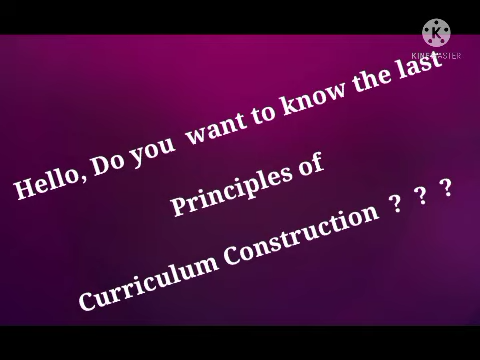 KINEMASTER
Hello, Do you want to know the last
Principles of
Curriculum Construction ? ? ?